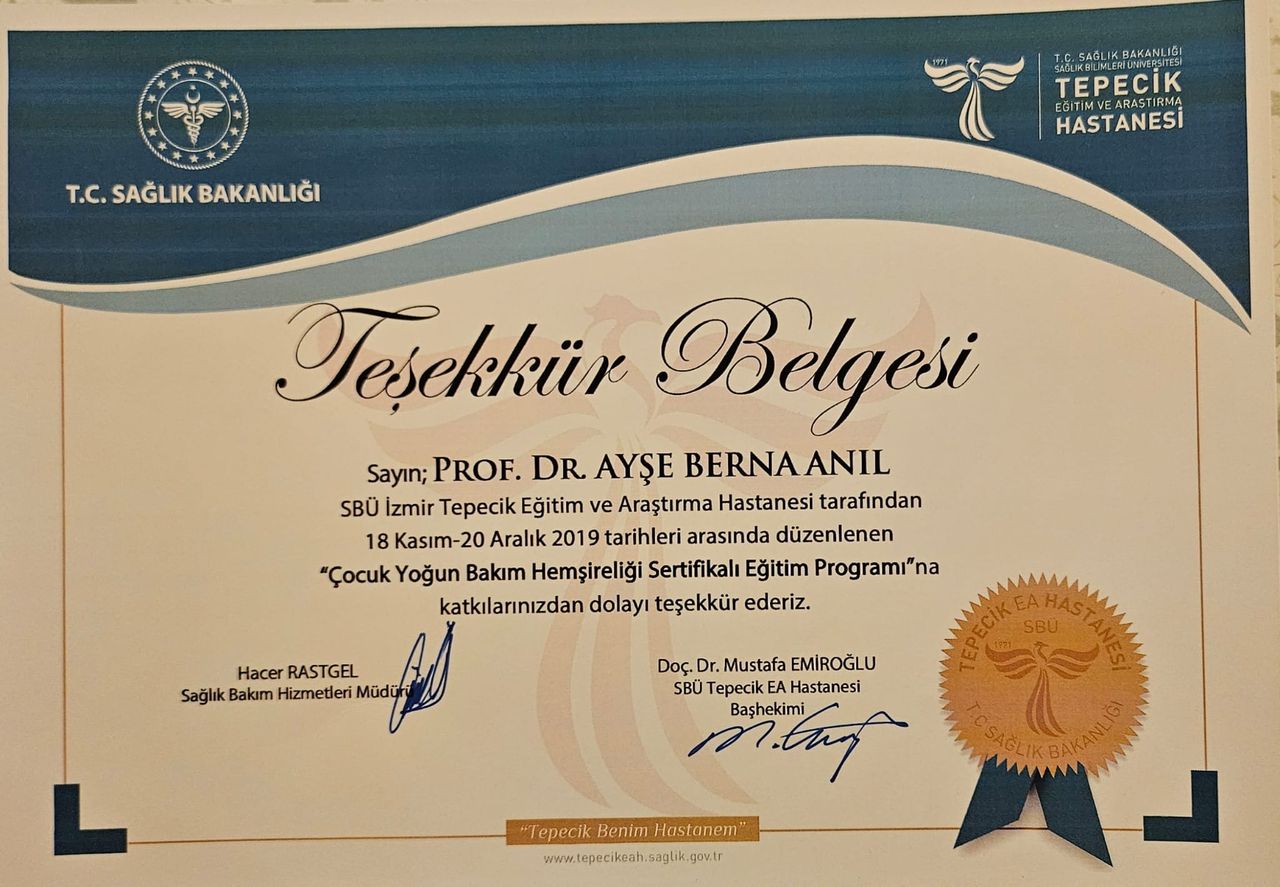 T.C. SAĞLIK BAKANLIĞI
1971
T.C. SAĞLIK BAKANLIĞI
SAĞLIK BİLİMLERİ ÜNİVERSİTESİ
TEPECİK
EĞİTİM VE ARAŞTIRMA
HASTANESİ
Teşekkür Belgesi
Sayın; PROF. DR. AYŞE BERNA ANIL
SBÜ İzmir Tepecik Eğitim ve Araştırma Hastanesi tarafından
18 Kasım-20 Aralık 2019 tarihleri arasında düzenlenen
“Çocuk Yoğun Bakım Hemşireliği Sertifikalı Eğitim Programı”na
katkılarınızdan dolayı teşekkür ederiz.
Hacer RASTGEL
Sağlık Bakım Hizmetleri Müdürü
Doç. Dr. Mustafa EMİROĞLU
SBÜ Tepecik EA Hastanesi
Başhekimi
TEPECİK EA HASTANESİ
SBÜ
1971
T.C SAĞLIK BAKANLIĞI
“Tepecik Benim Hastanem”
www.tepecikeah.saglik.gov.tr